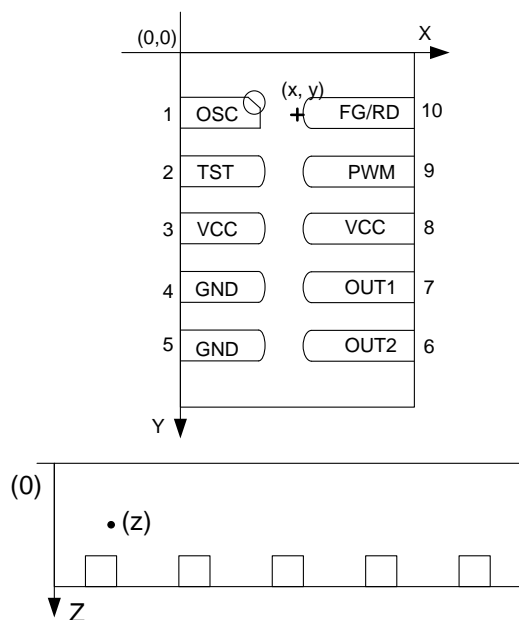 (0,0) X
(x, y)
1 OSC FG/RD 10
2 TST PWM 9
3 VCC VCC 8
4 GND OUT1 7
5 GND OUT2 6
Y
(0)
(z)
Z